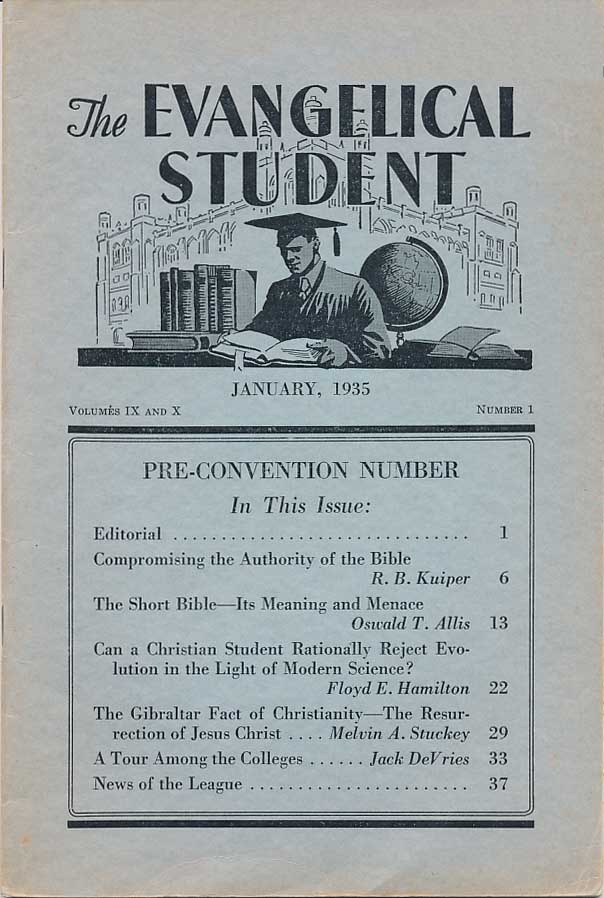 The EVANGELICAL
STUDENT
JANUARY, 1935
VOLUMES IX AND X NUMBER 1
PRE-CONVENTION NUMBER
In This Issue:
Editorial . . . . . . . . . . . . . . . . . . . . . . . . . . . . . . . 1
Compromising the Authority of the Bible
R. B. Kuiper 6
The Short Bible—Its Meaning and Menace
Oswald T. Allis 13
Can a Christian Student Rationally Reject Evo-
lution in the Light of Modern Science?
Floyd E. Hamilton 22
The Gibraltar Fact of Christianity—The Resur-
rection of Jesus Christ . . . . Melvin A. Stuckey 29
A Tour Among the Colleges . . . . . . Jack DeVries 33
News of the League . . . . . . . . . . . . . . . . . . . . . . . 37